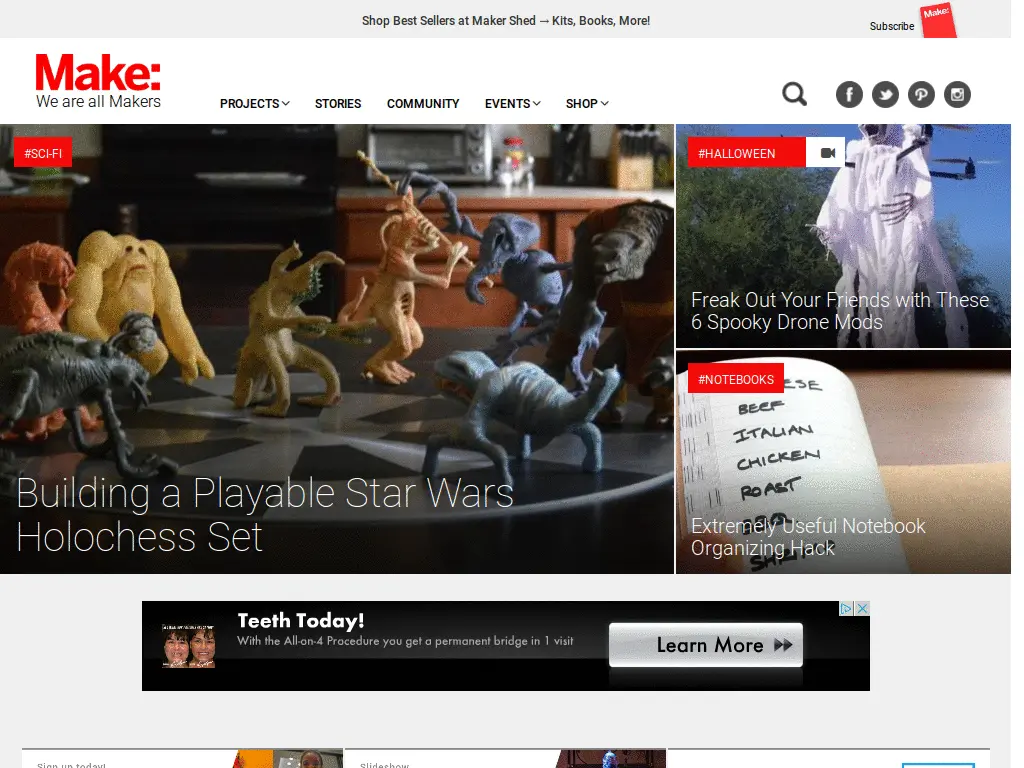 Shop Best Sellers at Maker Shed → Kits, Books, More!
Subscribe
Make:
Make:
We are all Makers
PROJECTS
STORIES
COMMUNITY
EVENTS
SHOP
#SCI-FI
Building a Playable Star Wars
Holochess Set
#HALLOWEEN
Freak Out Your Friends with These
6 Spooky Drone Mods
#NOTEBOOKS
BEEF
ITALIAN
CHICKEN
ROAST
Extremely Useful Notebook
Organizing Hack
Teeth Today!
With the All-on-4 Procedure you get a permanent bridge in 1 visit
Learn More
Sign up today!
Slideshow